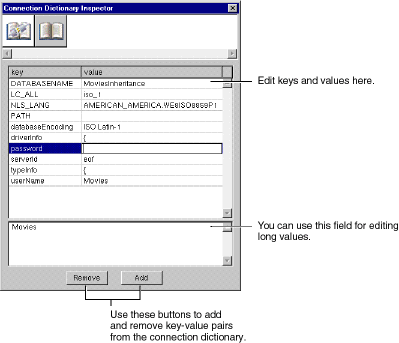 Connection Dictionary Inspector
key value
DATABASENAME MoviesInheritance
LC_ALL iso_1
NLS_LANG AMERICAN_AMERICA.WE8ISO8859P1
PATH
databaseEncoding ISO Latin-1
driverInfo {
password
serverId eof
typeInfo {
userName Movies
Edit keys and values here.
Movies
You can use this field for editing
long values.
Remove Add
Use these buttons to add
and remove key-value pairs
from the connection dictionary.